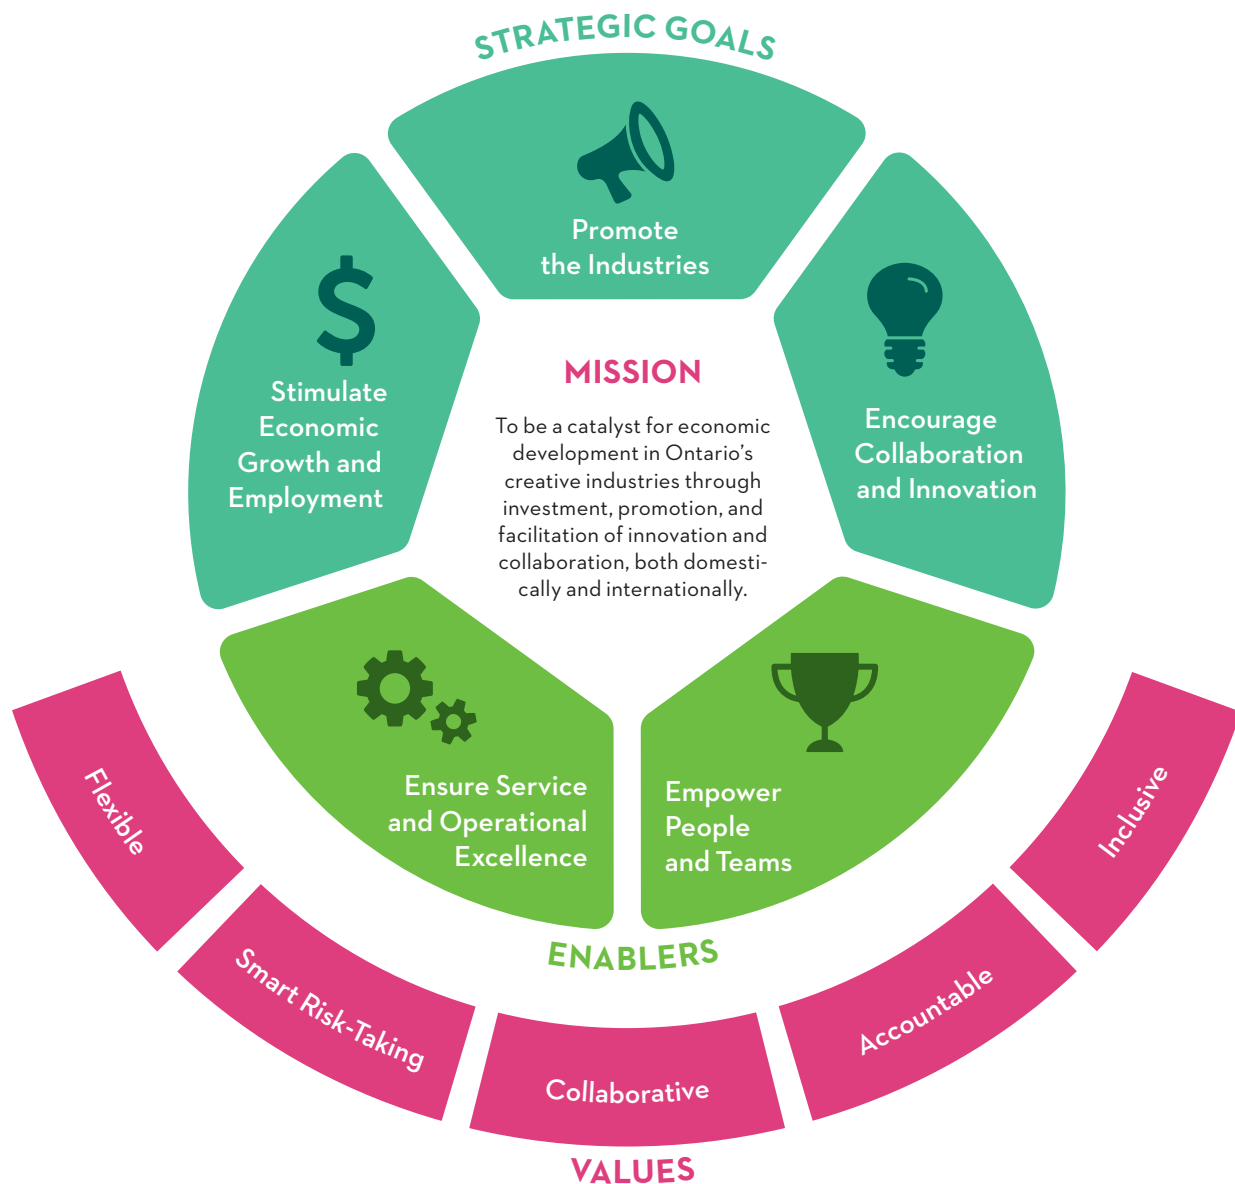 STRATEGIC GOALS
Promote
the Industries
Stimulate
Economic
Growth and
Employment
Encourage
Collaboration
and Innovation
MISSION
To be a catalyst for economic
development in Ontario’s
creative industries through
investment, promotion, and
facilitation of innovation and
collaboration, both domesti-
cally and internationally.
Ensure Service
and Operational
Excellence
Empower
People
and Teams
ENABLERS
Flexible
Smart Risk-Taking
Collaborative
Accountable
Inclusive
VALUES